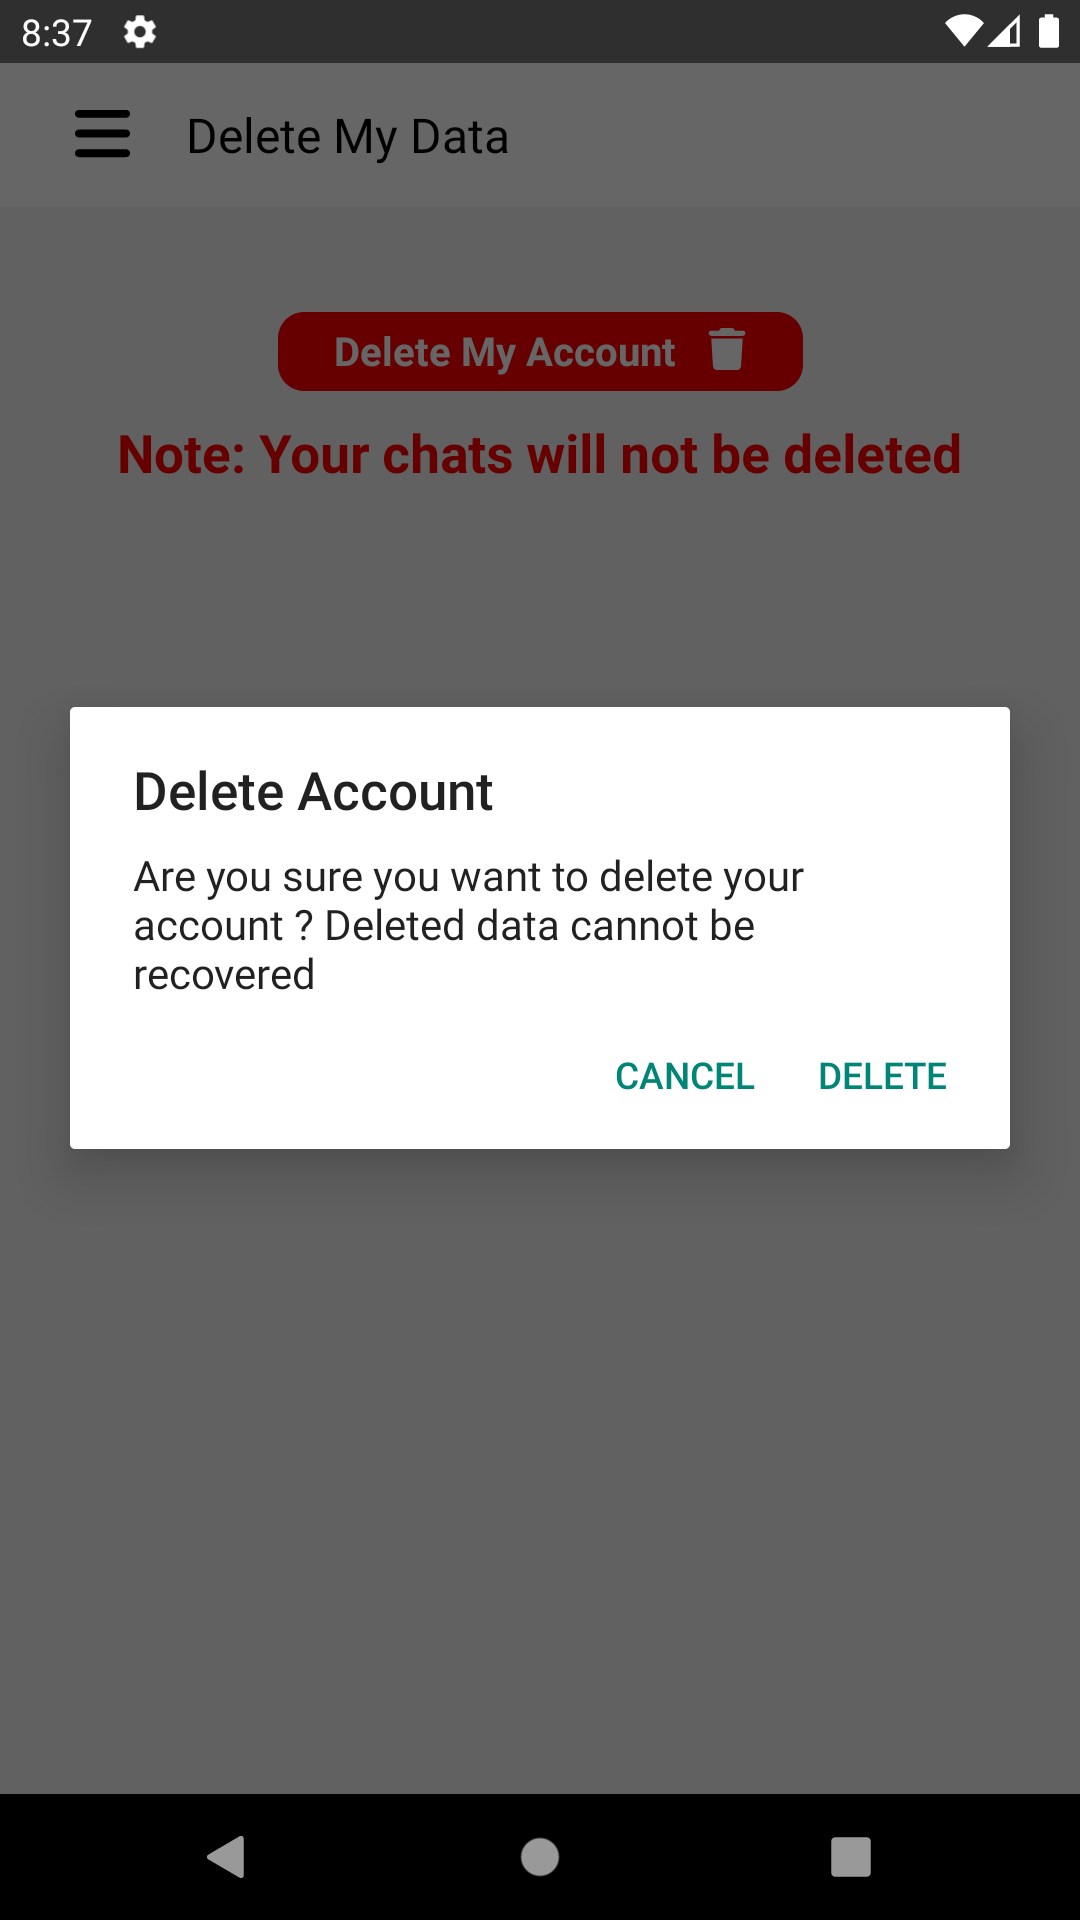 8:37
Delete My Data
Delete My Account
Note: Your chats will not be deleted
Delete Account
Are you sure you want to delete your
account ? Deleted data cannot be
recovered
CANCEL DELETE